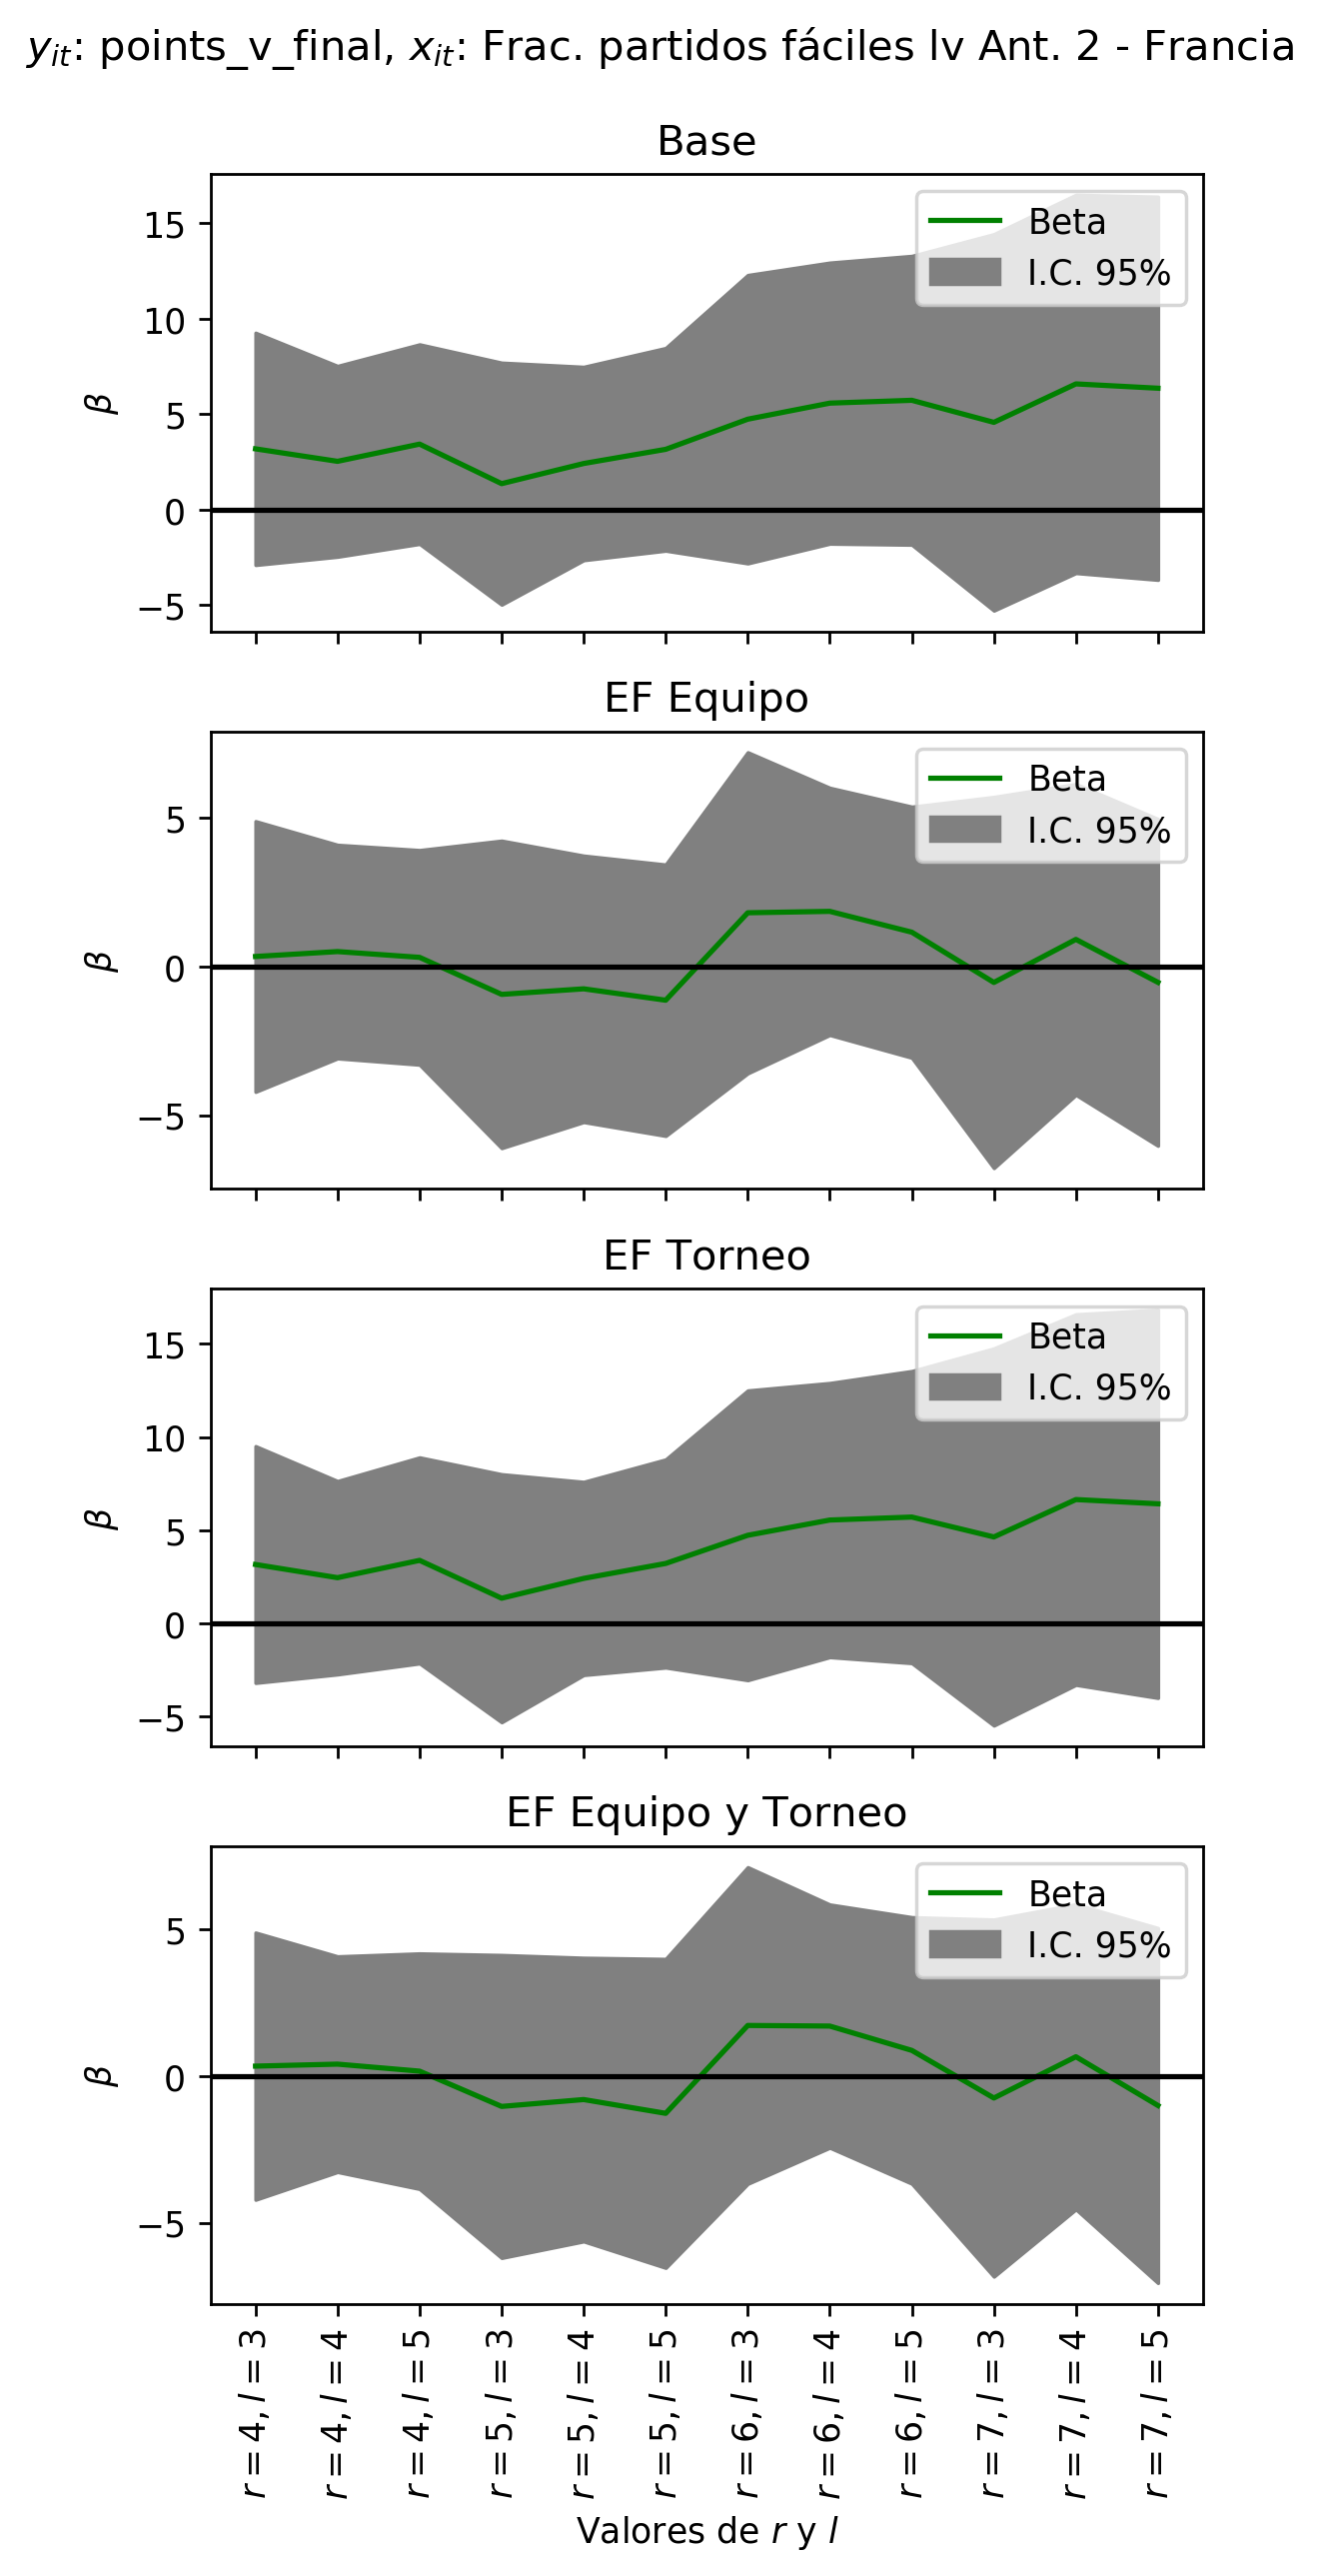 y_it: points_v_final, x_it: Frac. partidos fáciles lv Ant. 2 - Francia
Base
Beta
I.C. 95%
15
10
5
0
−5
β
EF Equipo
Beta
I.C. 95%
5
0
−5
β
EF Torneo
Beta
I.C. 95%
15
10
5
0
−5
β
EF Equipo y Torneo
Beta
I.C. 95%
5
0
−5
β
r = 4, l = 3
r = 4, l = 4
r = 4, l = 5
r = 5, l = 3
r = 5, l = 4
r = 5, l = 5
r = 6, l = 3
r = 6, l = 4
r = 6, l = 5
r = 7, l = 3
r = 7, l = 4
r = 7, l = 5
Valores de r y l